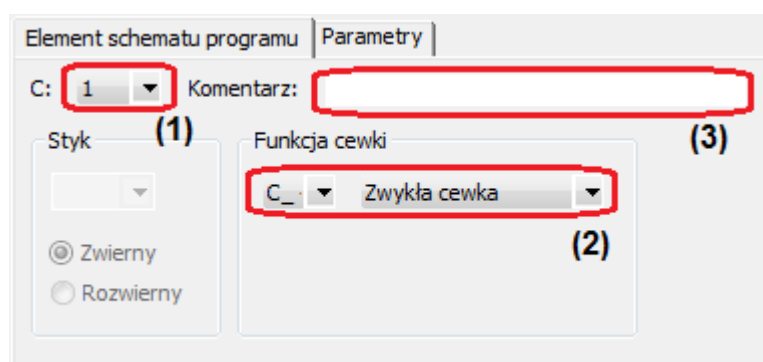 Element schematu programu Parametry
C: 1 Komentarz:
(1) (3)
Styk Funkcja cewki
C_ Zwykła cewka
(2)
Zwierny
Rozwierny